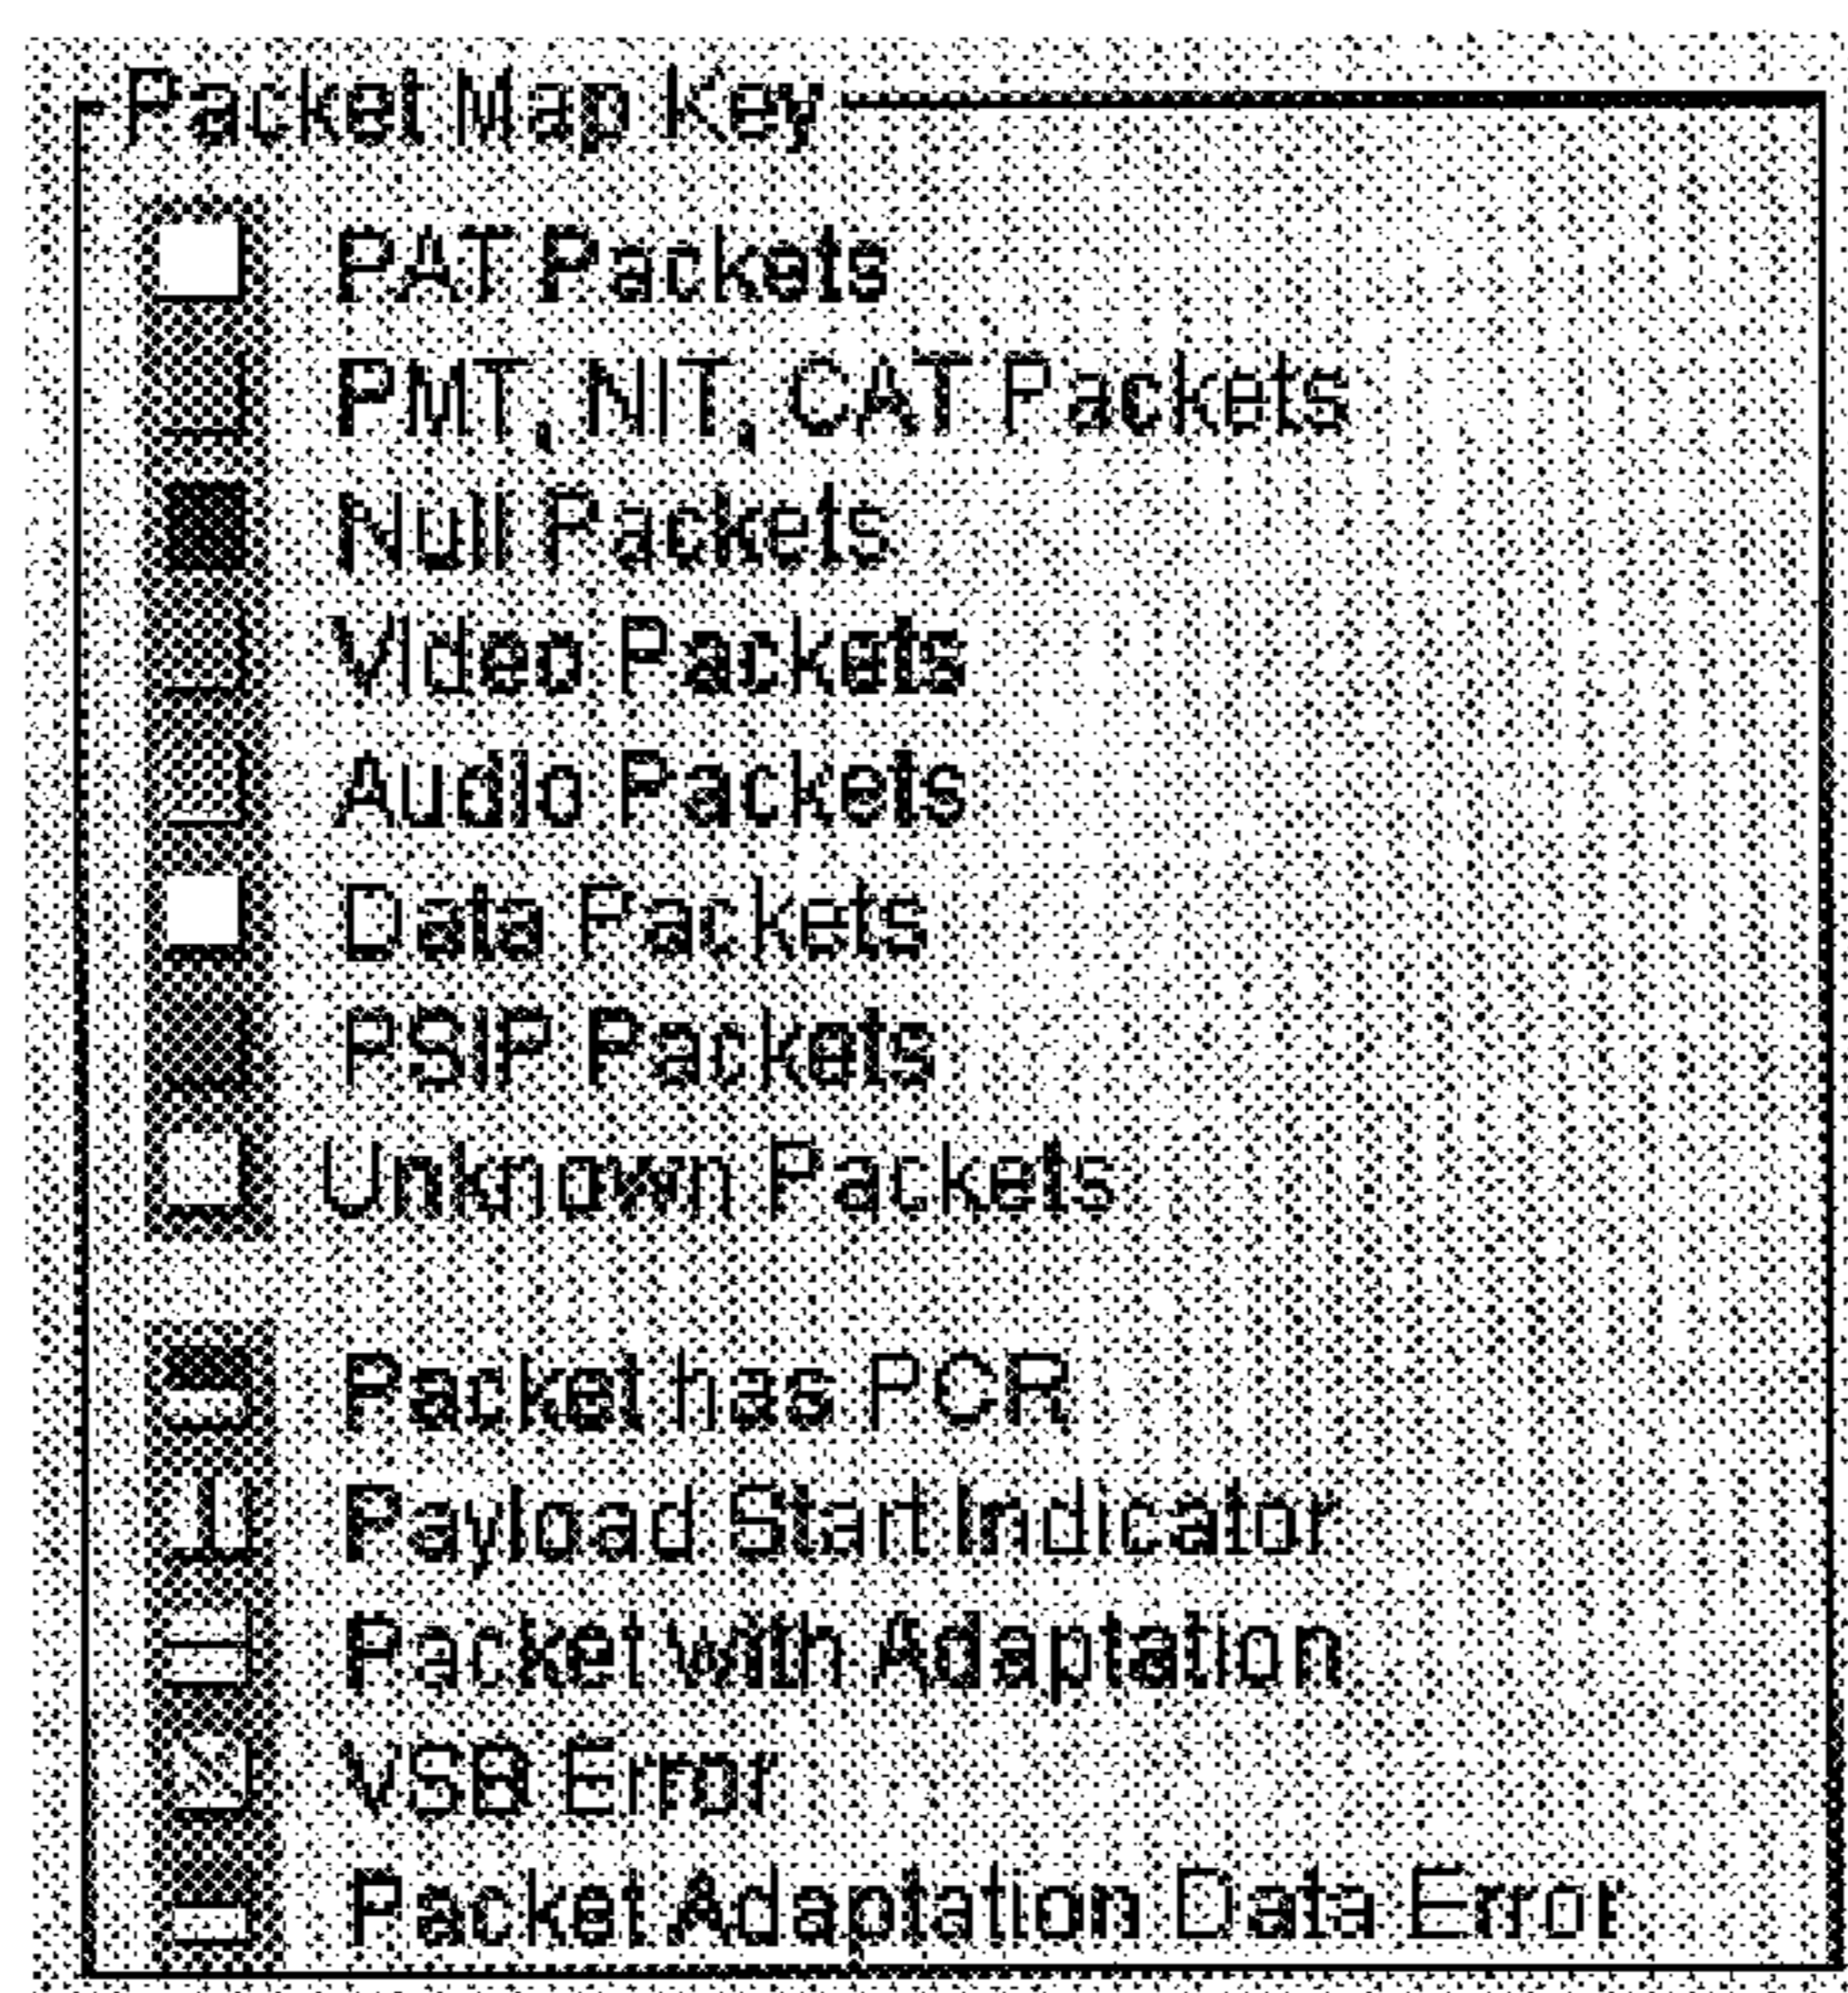 Packet Map Key
PAT Packets
PMT, NIT, CAT Packets
Null Packets
Video Packets
Audio Packets
Data Packets
PSIP Packets
Unknown Packets
Packet has PCR
Payload Start Indicator
Packet with Adaptation
VSB Error
Packet Adaptation Data Error